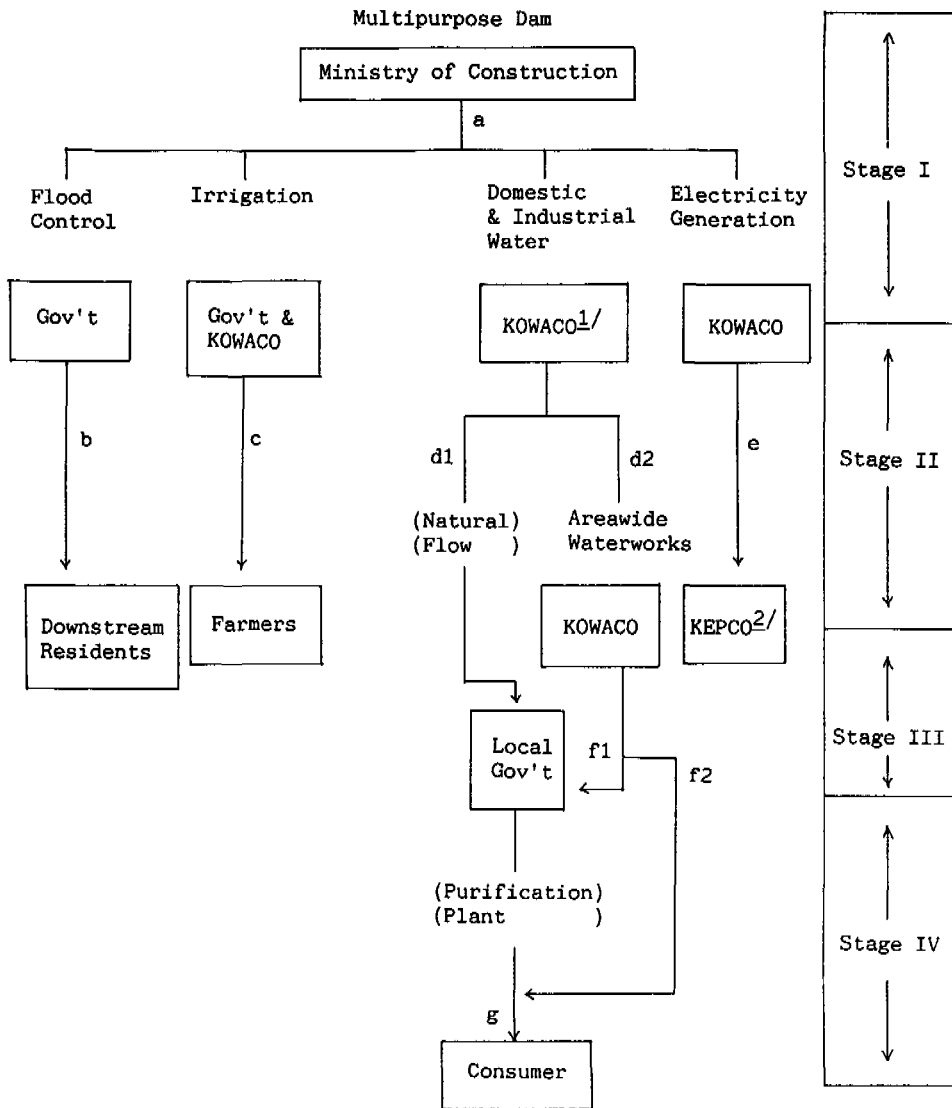 Multipurpose Dam
Ministry of Construction
a
Stage I
Flood
Control
Irrigation
Domestic
& Industrial
Water
Electricity
Generation
Gov't
Gov't &
KOWACO
KOWACO1/
KOWACO
b
c
d1
d2
e
Stage II
(Natural)
(Flow )
Areawide
Waterworks
Downstream
Residents
Farmers
KOWACO
KEPCO2/
Local
Gov't
f1
f2
Stage III
(Purification)
(Plant )
Stage IV
g
Consumer